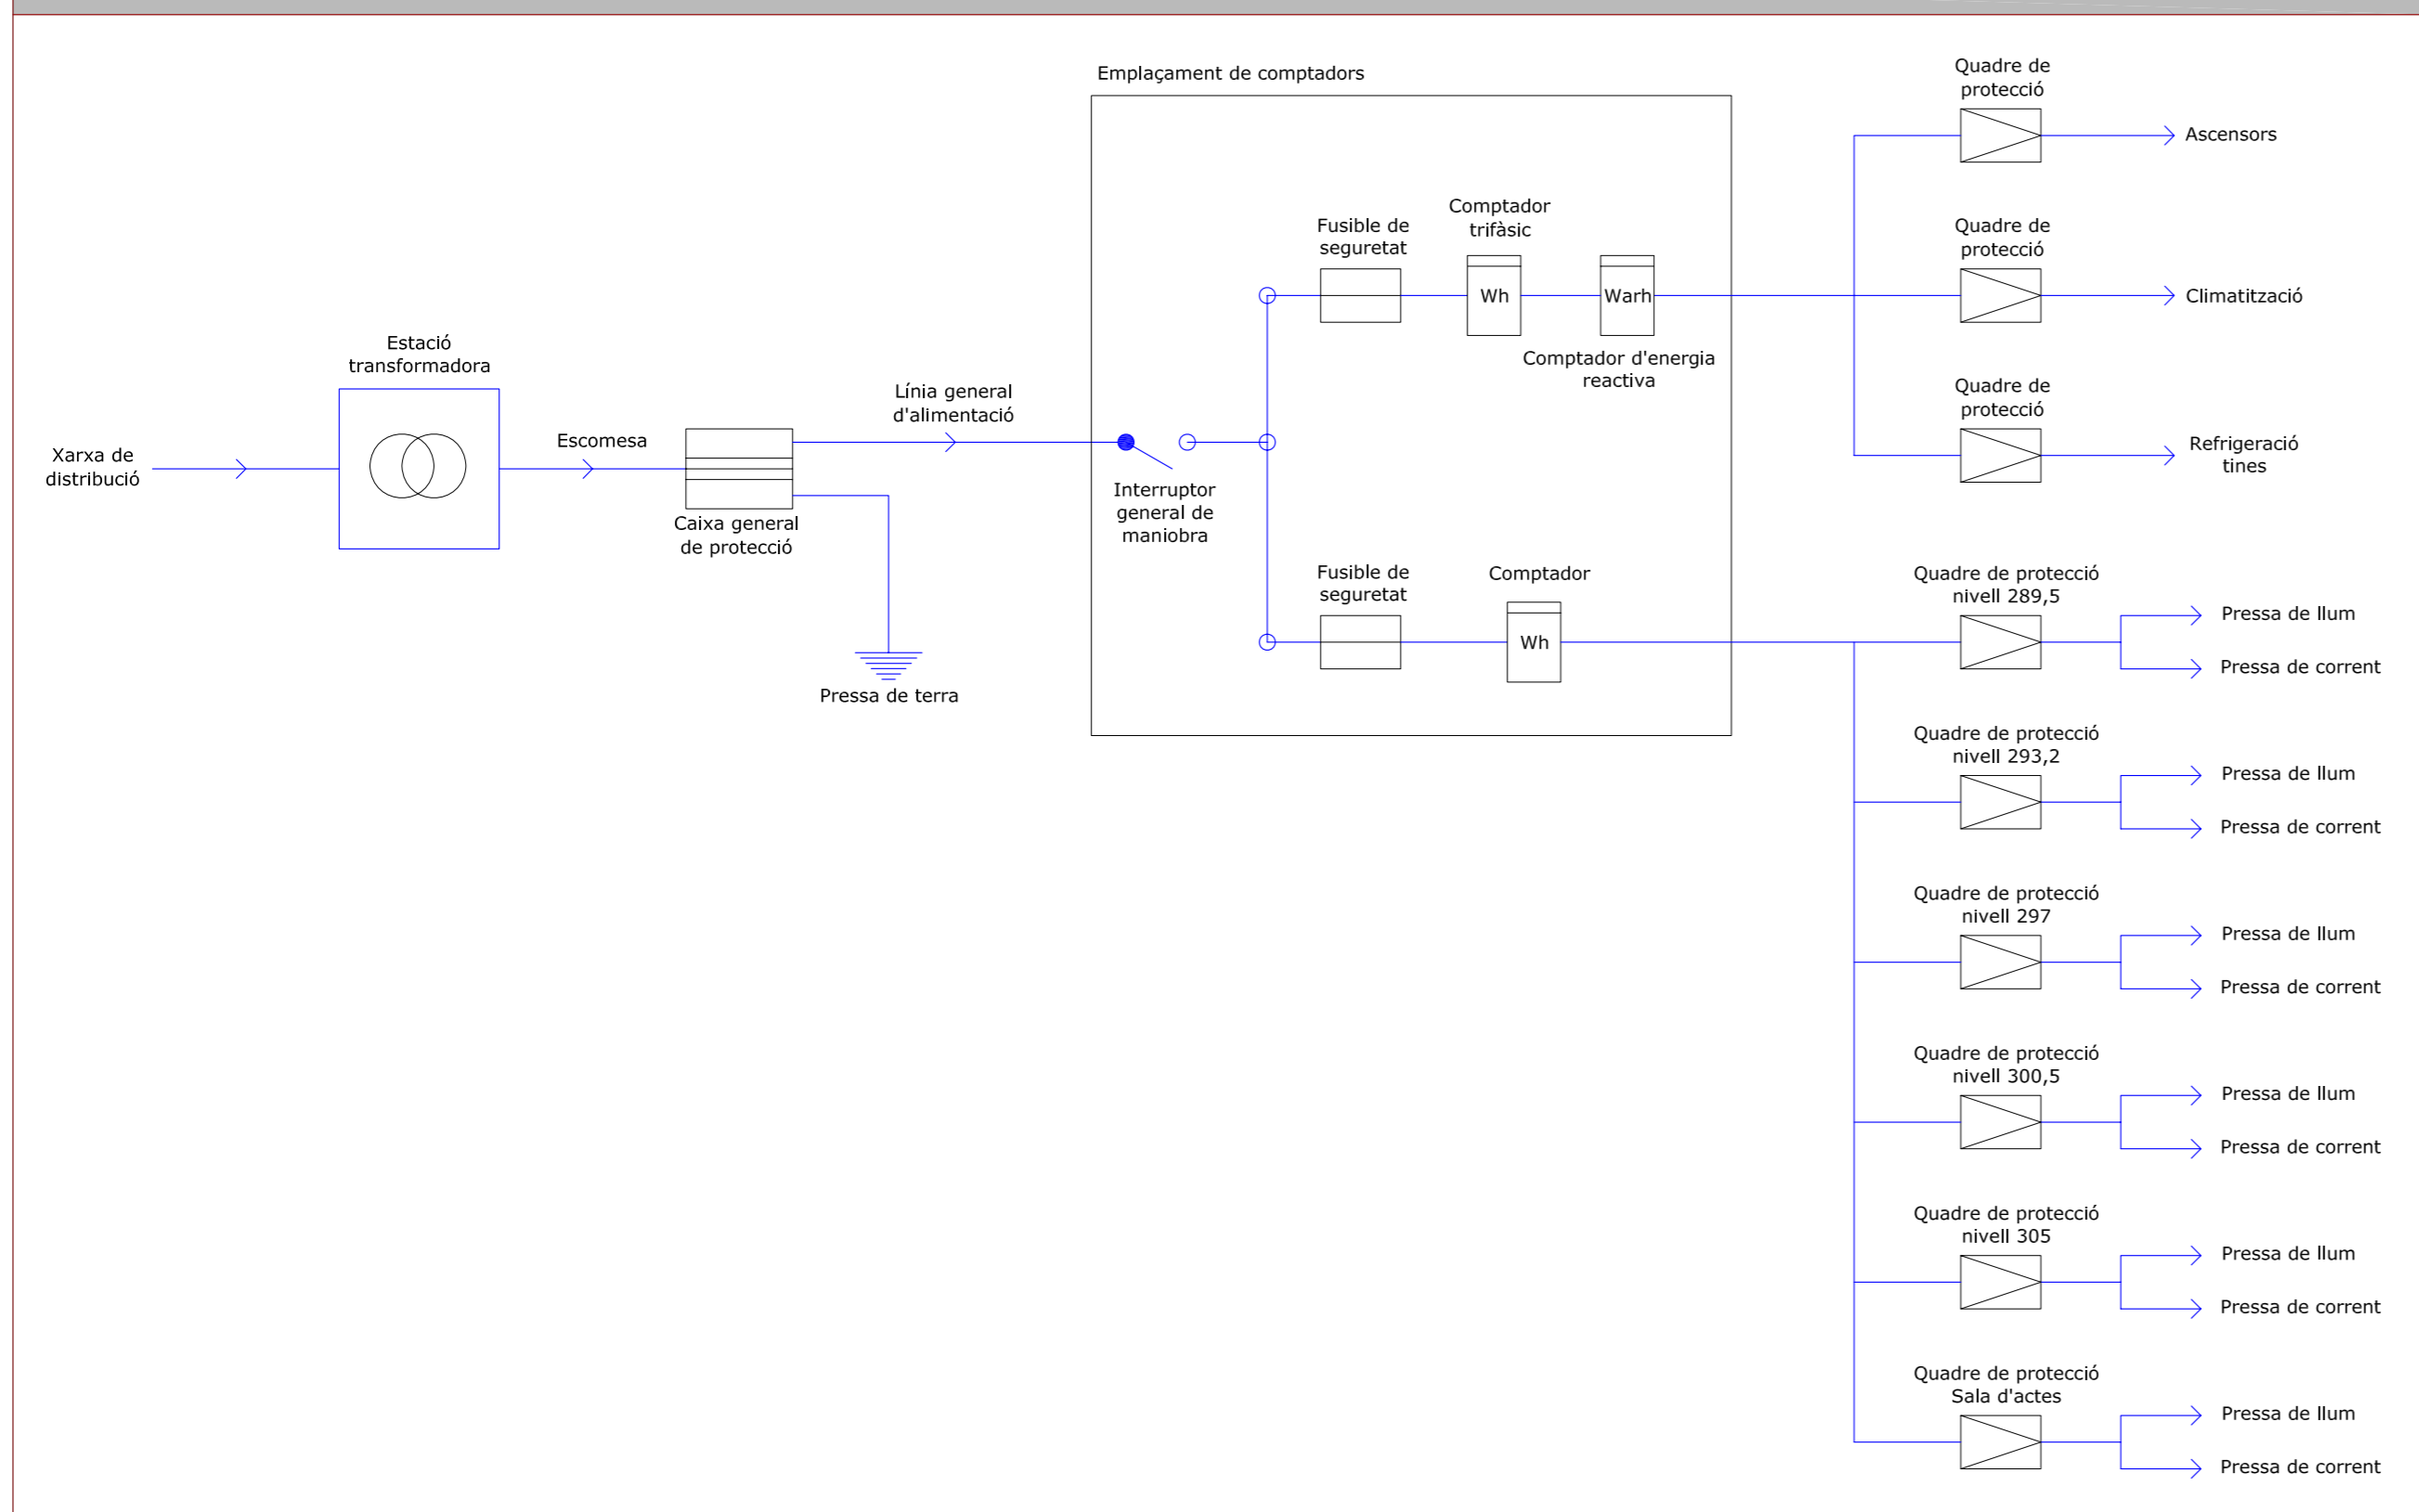 Emplaçament de comptadors
Xarxa de
distribució
Estació
transformadora
Escomesa
Caixa general
de protecció
Línia general
d'alimentació
Pressa de terra
Interruptor
general de
maniobra
Fusible de
seguretat
Comptador
trifàsic
Wh
Warh
Comptador d'energia
reactiva
Fusible de
seguretat
Comptador
Wh
Quadre de
protecció
Ascensors
Quadre de
protecció
Climatització
Quadre de
protecció
Refrigeració
tines
Quadre de protecció
nivell 289,5
Pressa de llum
Pressa de corrent
Quadre de protecció
nivell 293,2
Pressa de llum
Pressa de corrent
Quadre de protecció
nivell 297
Pressa de llum
Pressa de corrent
Quadre de protecció
nivell 300,5
Pressa de llum
Pressa de corrent
Quadre de protecció
nivell 305
Pressa de llum
Pressa de corrent
Quadre de protecció
Sala d'actes
Pressa de llum
Pressa de corrent